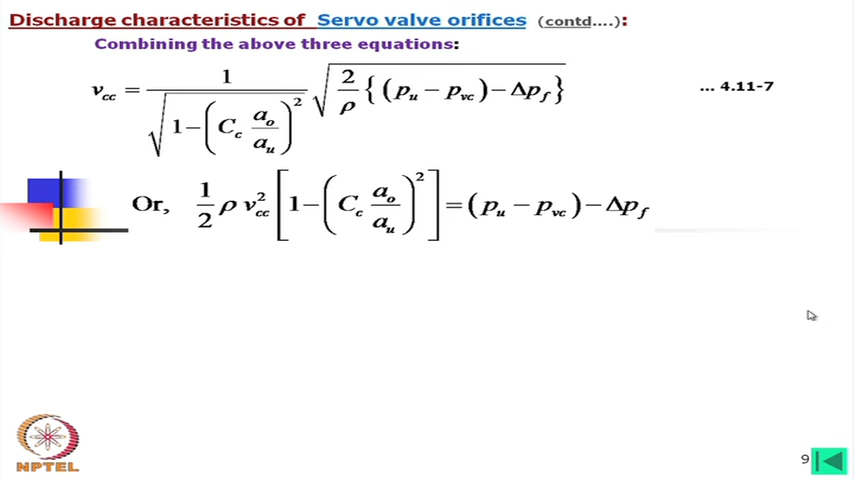 Discharge characteristics of Servo valve orifices (contd....):
Combining the above three equations:
v_cc = 1 / √(1 − (C_c a_o/a_u)²) √(2/ρ {(p_u − p_vc) − Δp_f}) ... 4.11-7
Or, 1/2 ρ v²_cc [1 − (C_c a_o/a_u)²] = (p_u − p_vc) − Δp_f
NPTEL
9